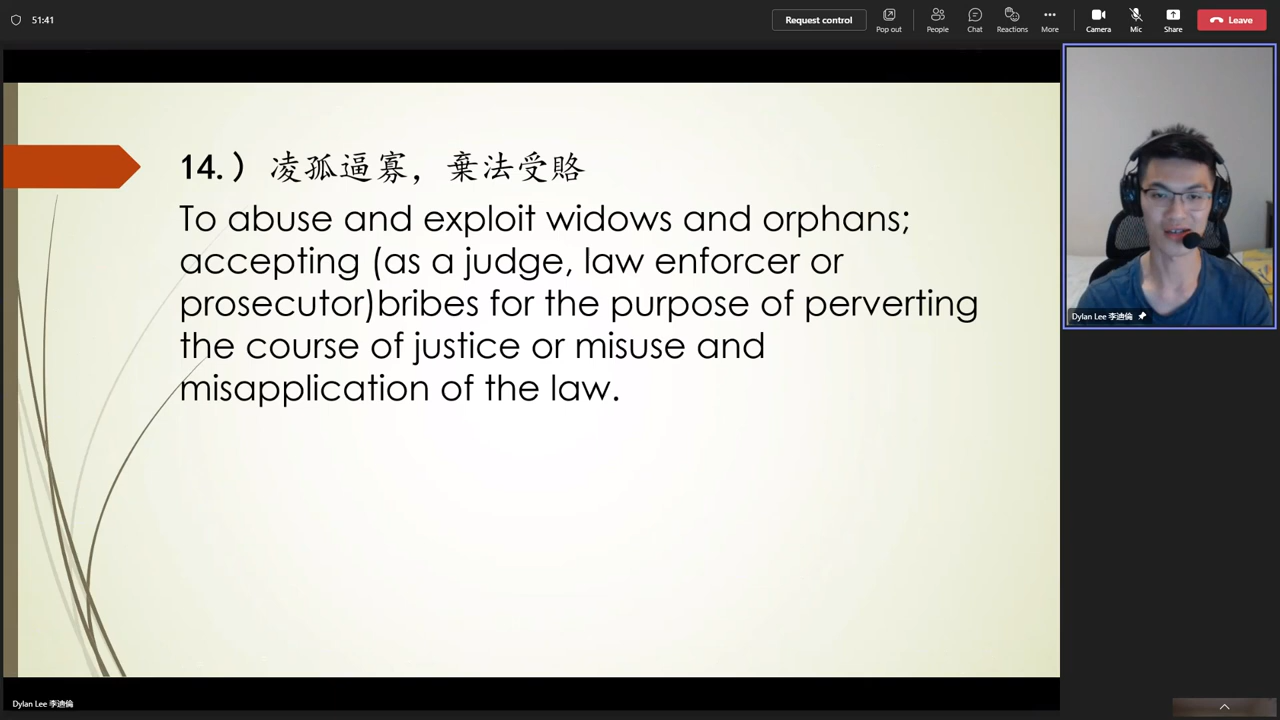 51:41
Request control
Pop out
People
Chat
Reactions
More
Camera
Mic
Share
Leave
14.）凌孤逼寡，棄法受賂
To abuse and exploit widows and orphans;
accepting (as a judge, law enforcer or
prosecutor)bribes for the purpose of perverting
the course of justice or misuse and
misapplication of the law.
Dylan Lee 李迪倫
Dylan Lee 李迪倫